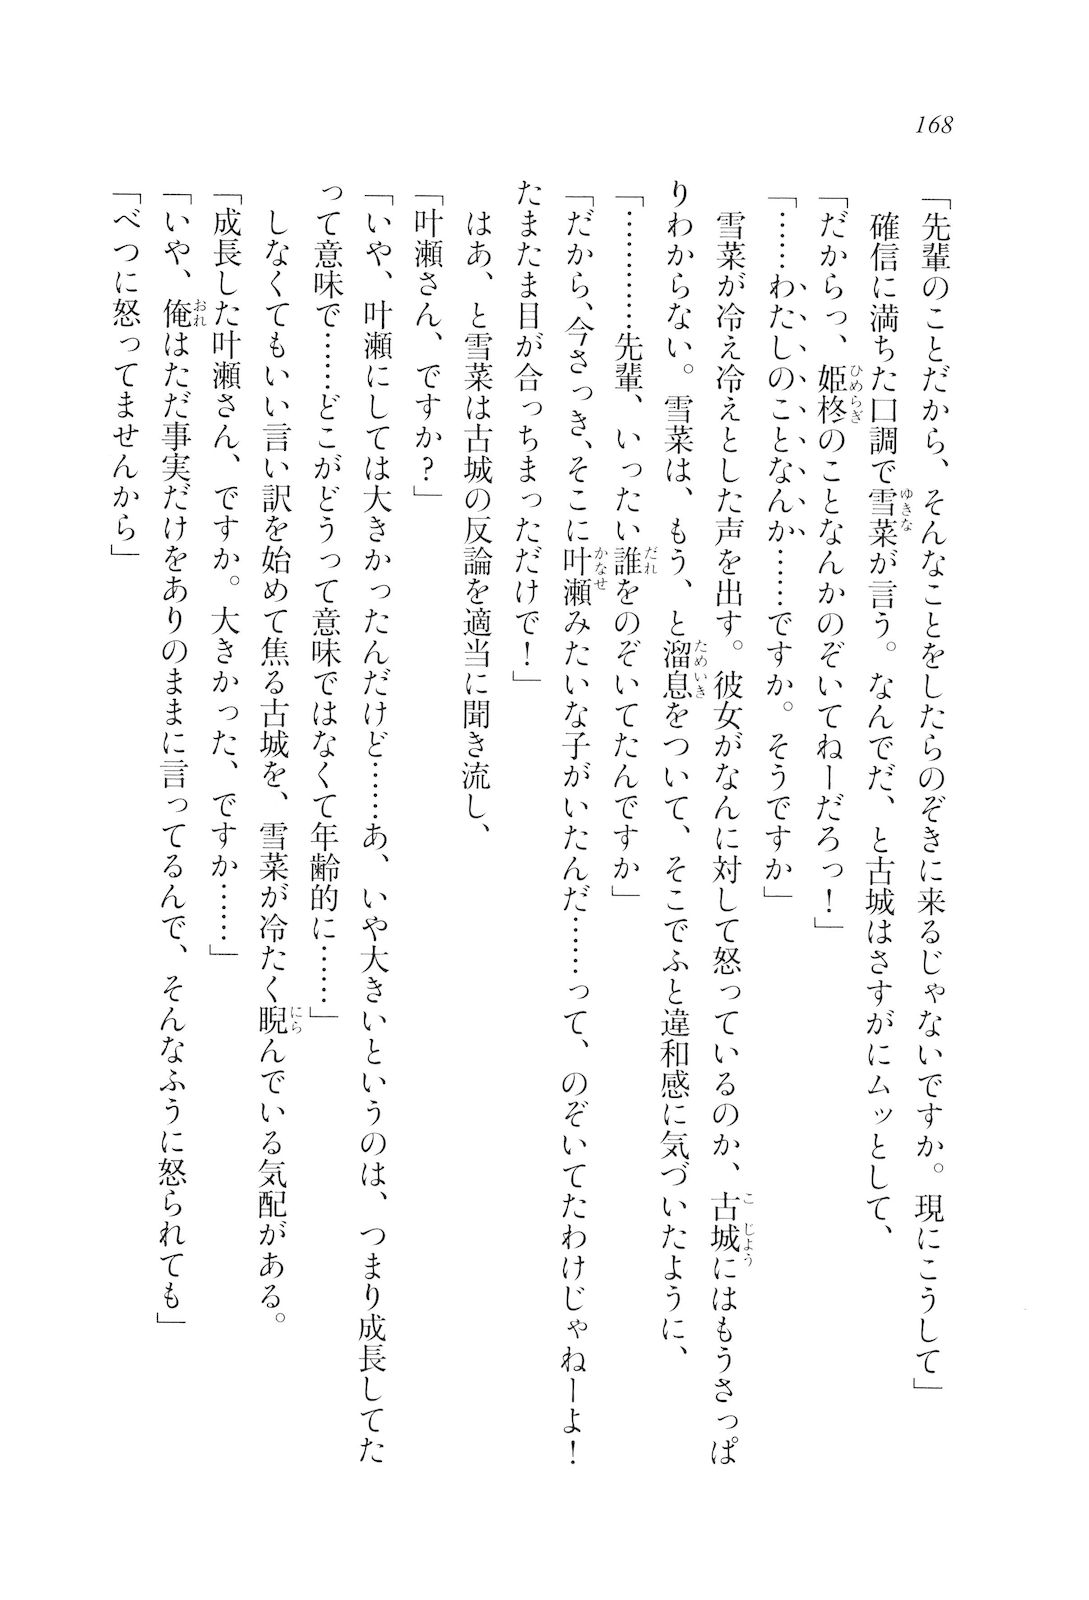 168
「先輩のことだから、そんなことをしたらのぞきに来るじゃないですか。現にこうして」
確信に満ちた口調で雪菜が言う。なんでだ、と古城はさすがにムッとして、
「だからっ、姫柊のことなんかのぞいてねーだろっ！」
「……わたしのことなんか……ですか。そうですか」
雪菜が冷え冷えとした声を出す。彼女がなんに対して怒っているのか、古城にはもうさっぱ
りわからない。雪菜は、もう、と溜息をついて、そこでふと違和感に気づいたように、
「…………先輩、いったい誰をのぞいてたんですか」
「だから、今さっき、そこに叶瀬みたいな子がいたんだ……って、のぞいてたわけじゃねーよ！
たまたま目が合っちまっただけで！」
はあ、と雪菜は古城の反論を適当に聞き流し、
「叶瀬さん、ですか？」
「いや、叶瀬にしては大きかったんだけど……あ、いや大きいというのは、つまり成長してた
って意味で……どこがどうって意味ではなくて年齢的に……」
しなくてもいい言い訳を始めて焦る古城を、雪菜が冷たく睨んでいる気配がある。
「成長した叶瀬さん、ですか。大きかった、ですか……」
「いや、俺はただ事実だけをありのままに言ってるんで、そんなふうに怒られても」
「べつに怒ってませんから」